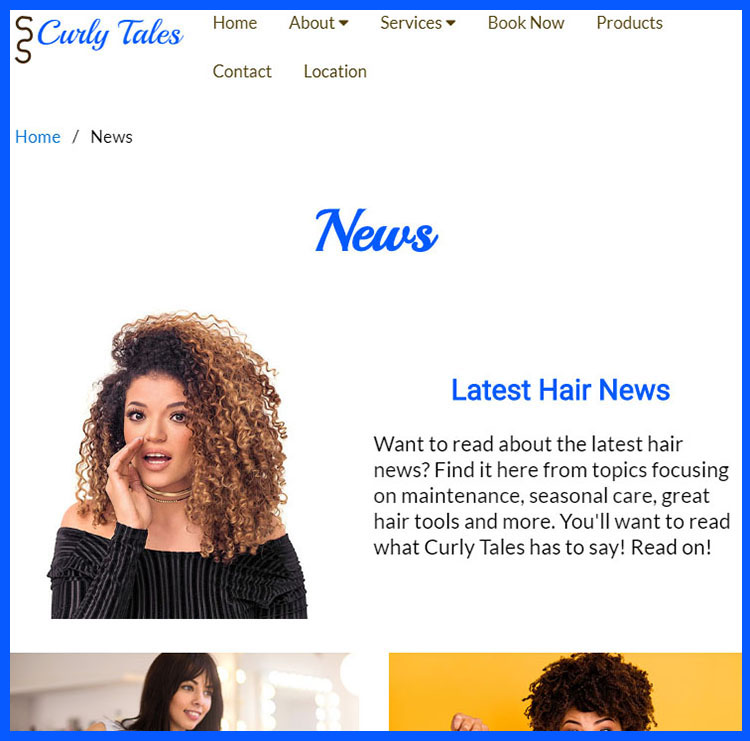 Curly Tales
Home About Services Book Now Products
Contact Location
Home / News
News
Latest Hair News
Want to read about the latest hair
news? Find it here from topics focusing
on maintenance, seasonal care, great
hair tools and more. You'll want to read
what Curly Tales has to say! Read on!